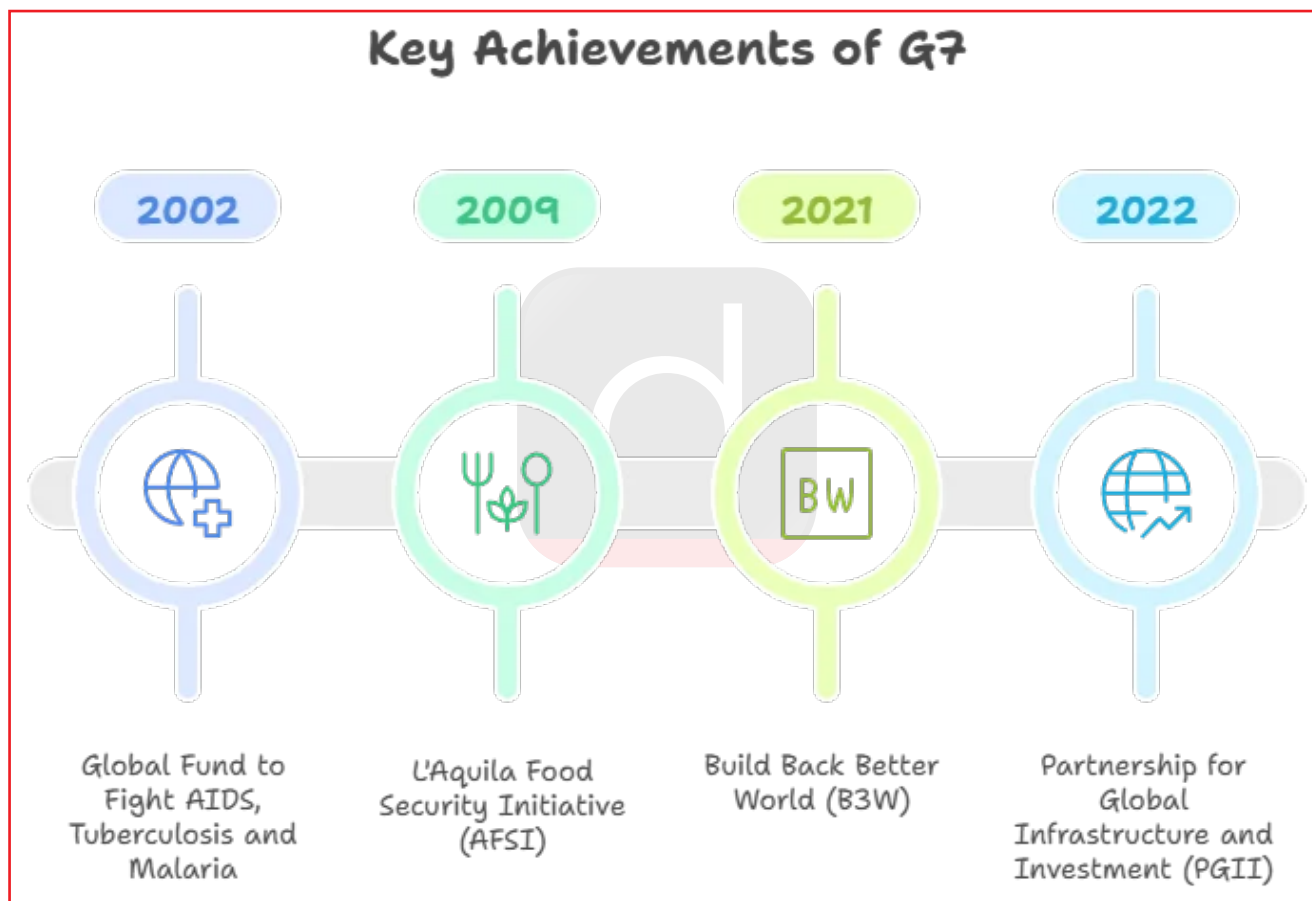 Key Achievements of G7
2002
2009
2021
2022
BW
Global Fund to
Fight AIDS,
Tuberculosis and
Malaria
L'Aquila Food
Security Initiative
(AFSI)
Build Back Better
World (B3W)
Partnership for
Global
Infrastructure and
Investment (PGII)